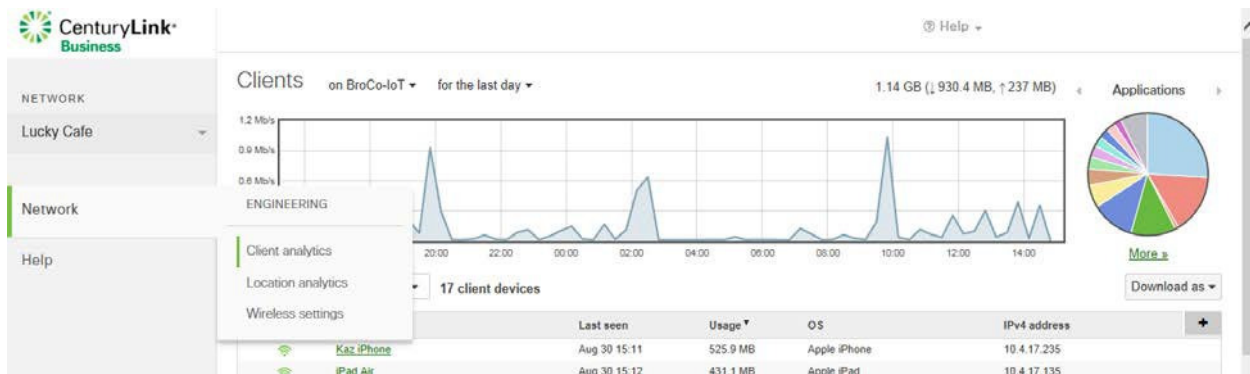 CenturyLink®
Business
Help
NETWORK
Lucky Cafe
Network
Help
ENGINEERING
Client analytics
Location analytics
Wireless settings
Clients on BroCo-IoT for the last day
1.14 GB (↓ 930.4 MB, ↑ 237 MB)
Applications
1.2 Mb/s
0.9 Mb/s
0.6 Mb/s
20:00 22:00 00:00 02:00 04:00 06:00 08:00 10:00 12:00 14:00
More »
17 client devices
Download as
Last seen Usage OS IPv4 address +
Kaz iPhone Aug 30 15:11 525.9 MB Apple iPhone 10.4.17.235
iPad Air Aug 30 15:12 431.1 MB Apple iPad 10.4.17.135